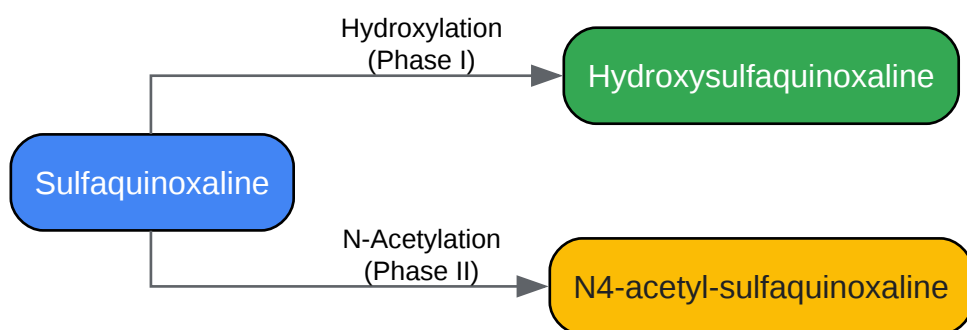 Hydroxylation
(Phase I)
Hydroxysulfaquinoxaline
Sulfaquinoxaline
N-Acetylation
(Phase II)
N4-acetyl-sulfaquinoxaline